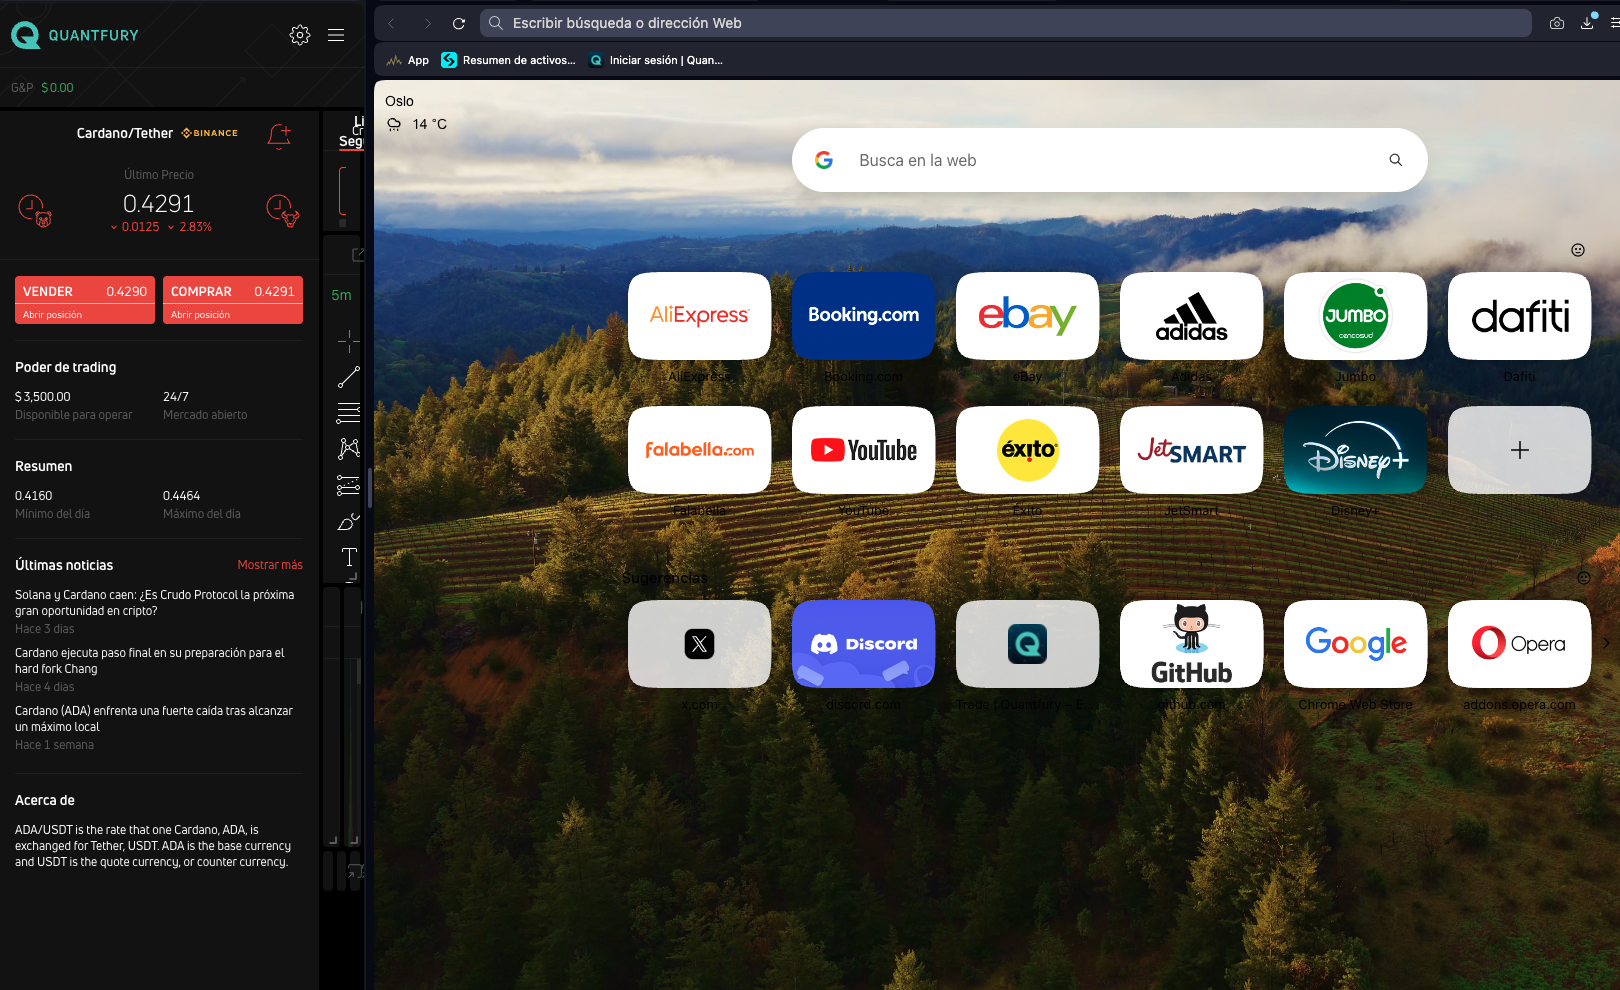 QUANTFURY
G&P $ 0.00
Cardano/Tether BINANCE
Último Precio
0.4291
0.0125 2.83%
VENDER 0.4290
Abrir posición
COMPRAR 0.4291
Abrir posición
Poder de trading
$ 3,500.00 24/7
Disponible para operar Mercado abierto
Resumen
0.4160 0.4464
Mínimo del día Máximo del día
Últimas noticias Mostrar más
Solana y Cardano caen: ¿Es Crudo Protocol la próxima
gran oportunidad en cripto?
Hace 3 dias
Cardano ejecuta paso final en su preparación para el
hard fork Chang
Hace 4 dias
Cardano (ADA) enfrenta una fuerte caída tras alcanzar
un máximo local
Hace 1 semana
Acerca de
ADA/USDT is the rate that one Cardano, ADA, is
exchanged for Tether, USDT. ADA is the base currency
and USDT is the quote currency, or counter currency.
5m
T
Escribir búsqueda o dirección Web
App Resumen de activos... Iniciar sesión | Quan...
Oslo
14 °C
Busca en la web
AliExpress Booking.com ebay adidas JUMBO cencosud dafiti
AliExpress Booking.com eBay Adidas Jumbo Dafiti
falabella.com YouTube éxito JetSMART Disney+
Falabella YouTube Éxito JetSmart Disney+
Sugerencias
X Discord Q GitHub Google Opera
x.com discord.com Trade | Quantfury – E... github.com Chrome Web Store addons.opera.com